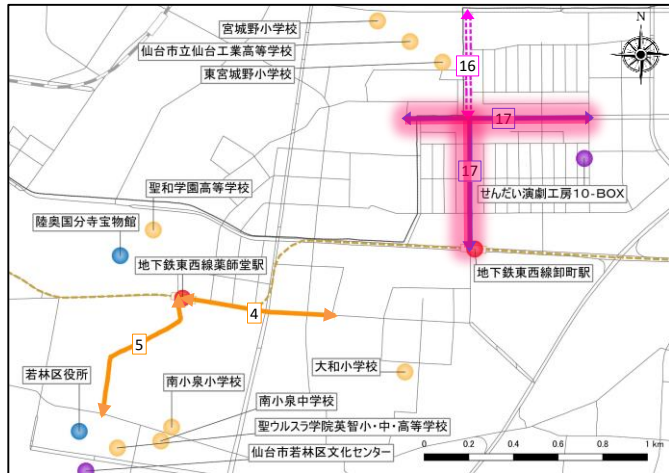 宮城野小学校
N
仙台市立仙台工業高等学校
東宮城野小学校
16
17
17
せんだい演劇工房10-BOX
聖和学園高等学校
陸奥国分寺宝物館
地下鉄東西線薬師堂駅
地下鉄東西線卸町駅
4
5
大和小学校
若林区役所
南小泉小学校
南小泉中学校
聖ウルスラ学院英智小・中・高等学校
仙台市若林区文化センター
0 0.2 0.4 0.6 0.8 1 km